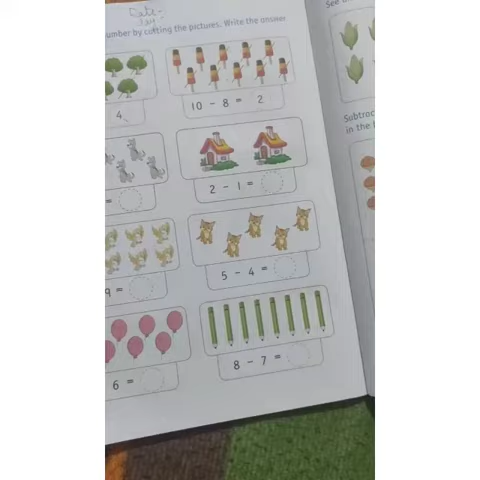 Date:-
umber by cutting the pictures. Write the answer
See
4
10 - 8 = 2
Subtrac
in the
=
2 - 1 =
9 =
5 - 4 =
6 =
8 - 7 =